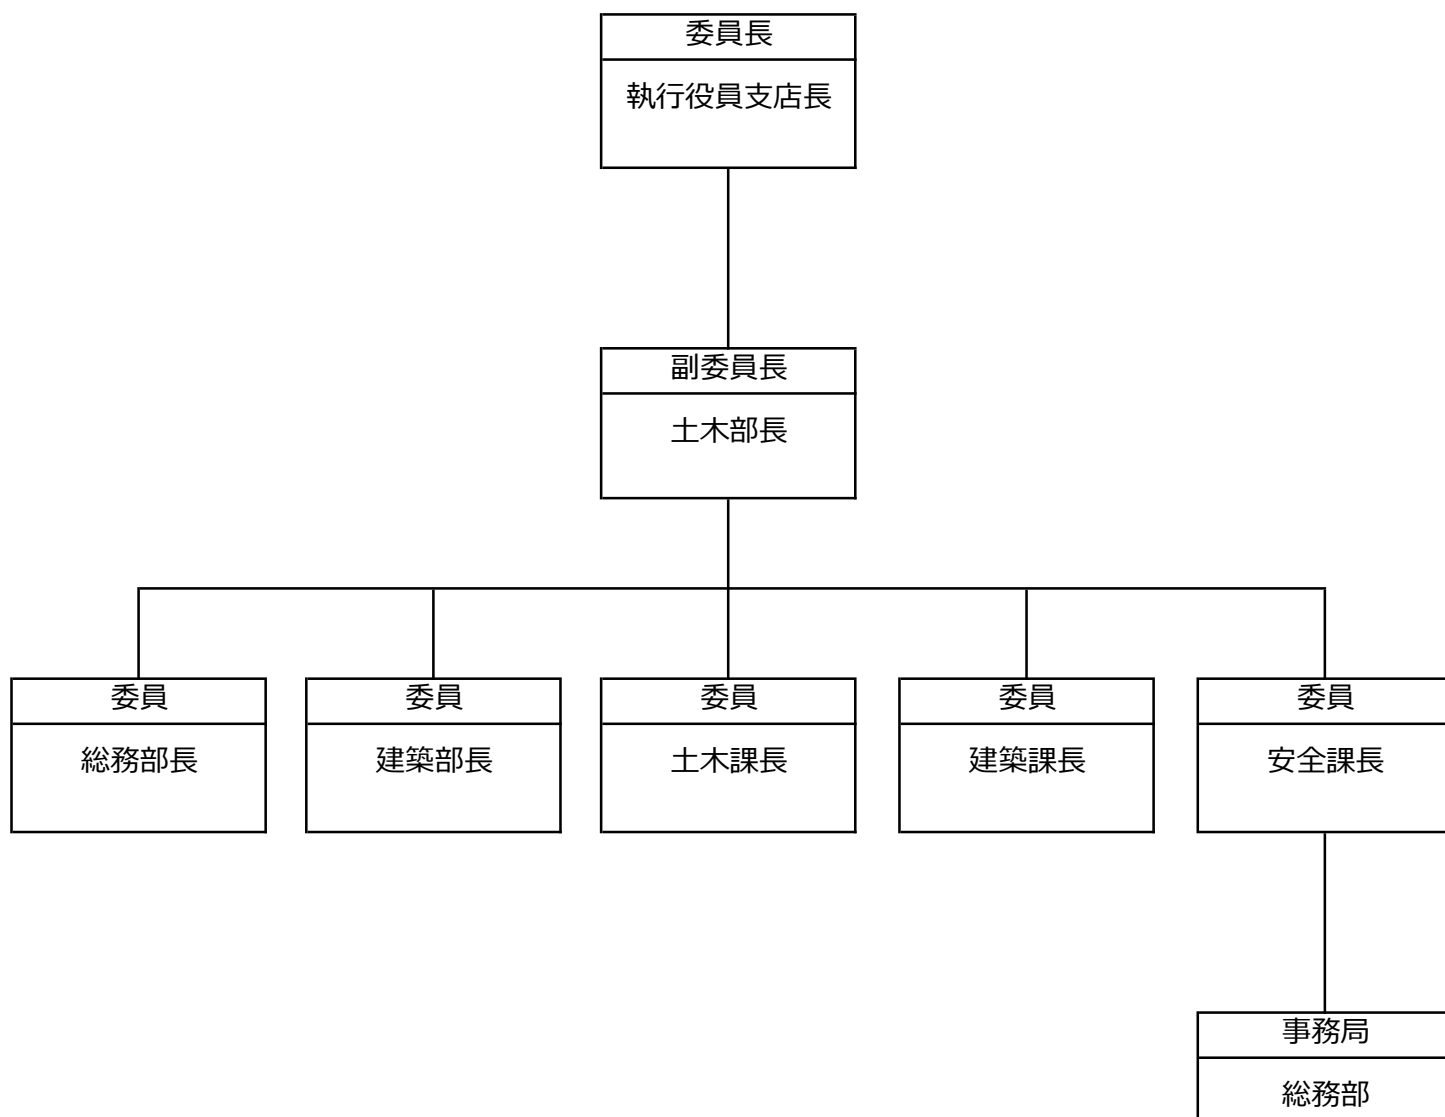 委員長
執行役員支店長
副委員長
土木部長
委員
総務部長
委員
建築部長
委員
土木課長
委員
建築課長
委員
安全課長
事務局
総務部